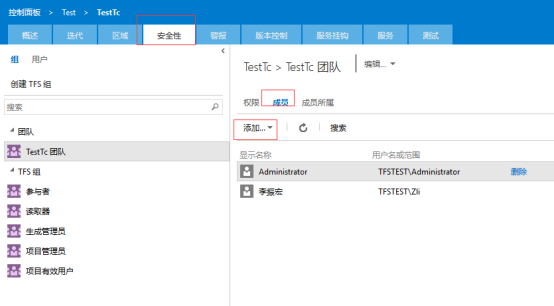 控制面板 > Test > TestTc
概述 迭代 区域 安全性 警报 版本控制 服务挂钩 服务 测试
组 用户
创建 TFS 组
搜索
团队
TestTc 团队
TFS 组
参与者
读取器
生成管理员
项目管理员
项目有效用户
TestTc > TestTc 团队 编辑...
权限 成员 成员所属
添加... 搜索
显示名称 用户名或范围
Administrator TFSTEST\Administrator 删除
李振宏 TFSTEST\Zli